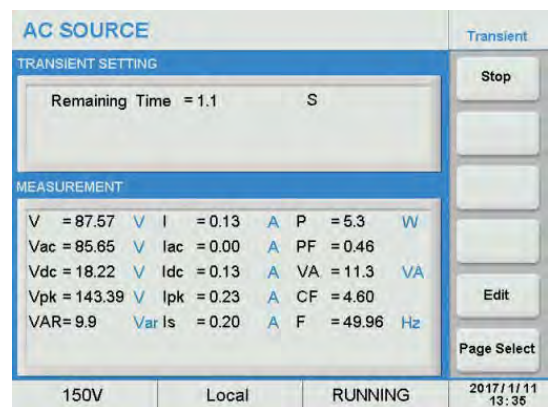 AC SOURCE
Transient
TRANSIENT SETTING
Stop
Remaining Time = 1.1 S
MEASUREMENT
V = 87.57 V I = 0.13 A P = 5.3 W
Vac = 85.65 V Iac = 0.00 A PF = 0.46
Vdc = 18.22 V Idc = 0.13 A VA = 11.3 VA
Vpk = 143.39 V Ipk = 0.23 A CF = 4.60
VAR= 9.9 Var Is = 0.20 A F = 49.96 Hz
Edit
Page Select
150V Local RUNNING 2017/1/11
13:35